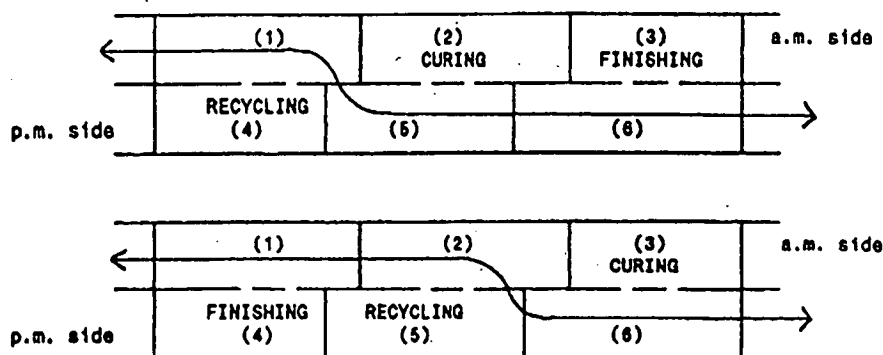 (1) (2) (3) a.m. side
CURING FINISHING
RECYCLING
p.m. side (4) (5) (6)
(1) (2) (3) a.m. side
CURING
FINISHING RECYCLING
p.m. side (4) (5) (6)